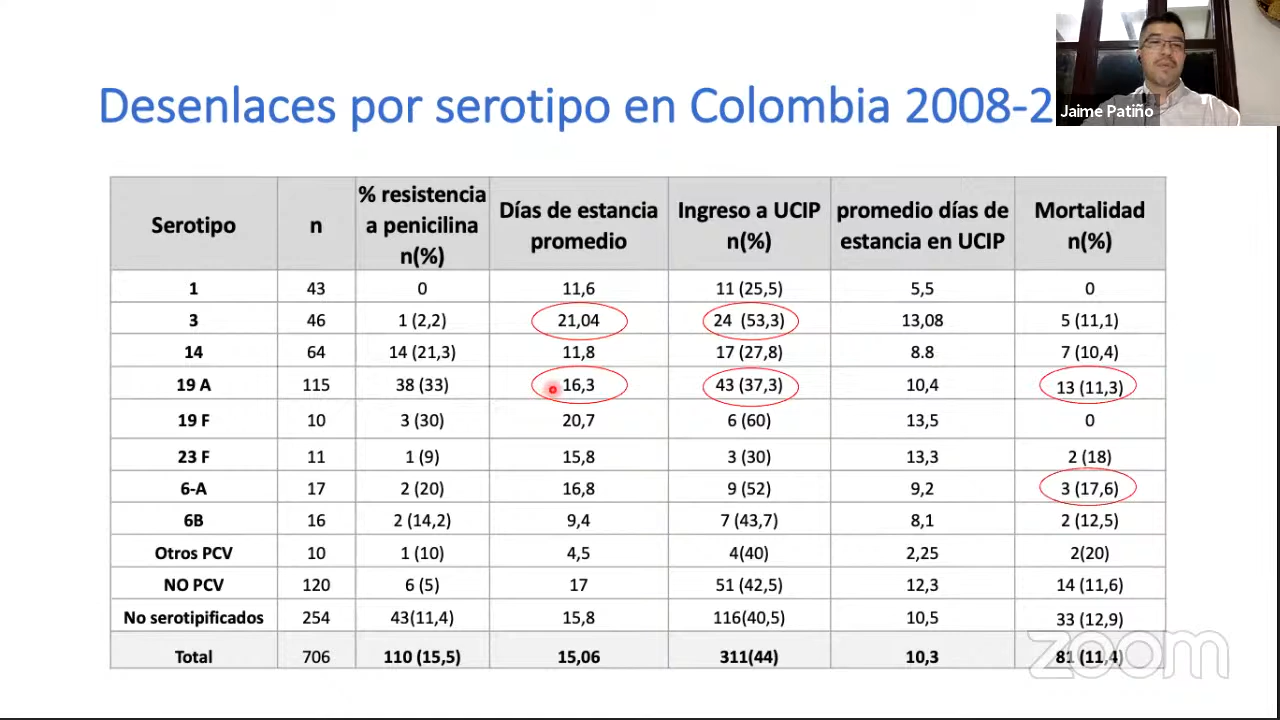 Desenlaces por serotipo en Colombia 2008-2
Jaime Patiño
Serotipo n % resistencia a penicilina n(%) Días de estancia promedio Ingreso a UCIP n(%) promedio días de estancia en UCIP Mortalidad n(%)
1 43 0 11,6 11 (25,5) 5,5 0
3 46 1 (2,2) 21,04 24 (53,3) 13,08 5 (11,1)
14 64 14 (21,3) 11,8 17 (27,8) 8.8 7 (10,4)
19 A 115 38 (33) 16,3 43 (37,3) 10,4 13 (11,3)
19 F 10 3 (30) 20,7 6 (60) 13,5 0
23 F 11 1 (9) 15,8 3 (30) 13,3 2 (18)
6-A 17 2 (20) 16,8 9 (52) 9,2 3 (17,6)
6B 16 2 (14,2) 9,4 7 (43,7) 8,1 2 (12,5)
Otros PCV 10 1 (10) 4,5 4(40) 2,25 2(20)
NO PCV 120 6 (5) 17 51 (42,5) 12,3 14 (11,6)
No serotipificados 254 43(11,4) 15,8 116(40,5) 10,5 33 (12,9)
Total 706 110 (15,5) 15,06 311(44) 10,3 81 (11,4)
zoom